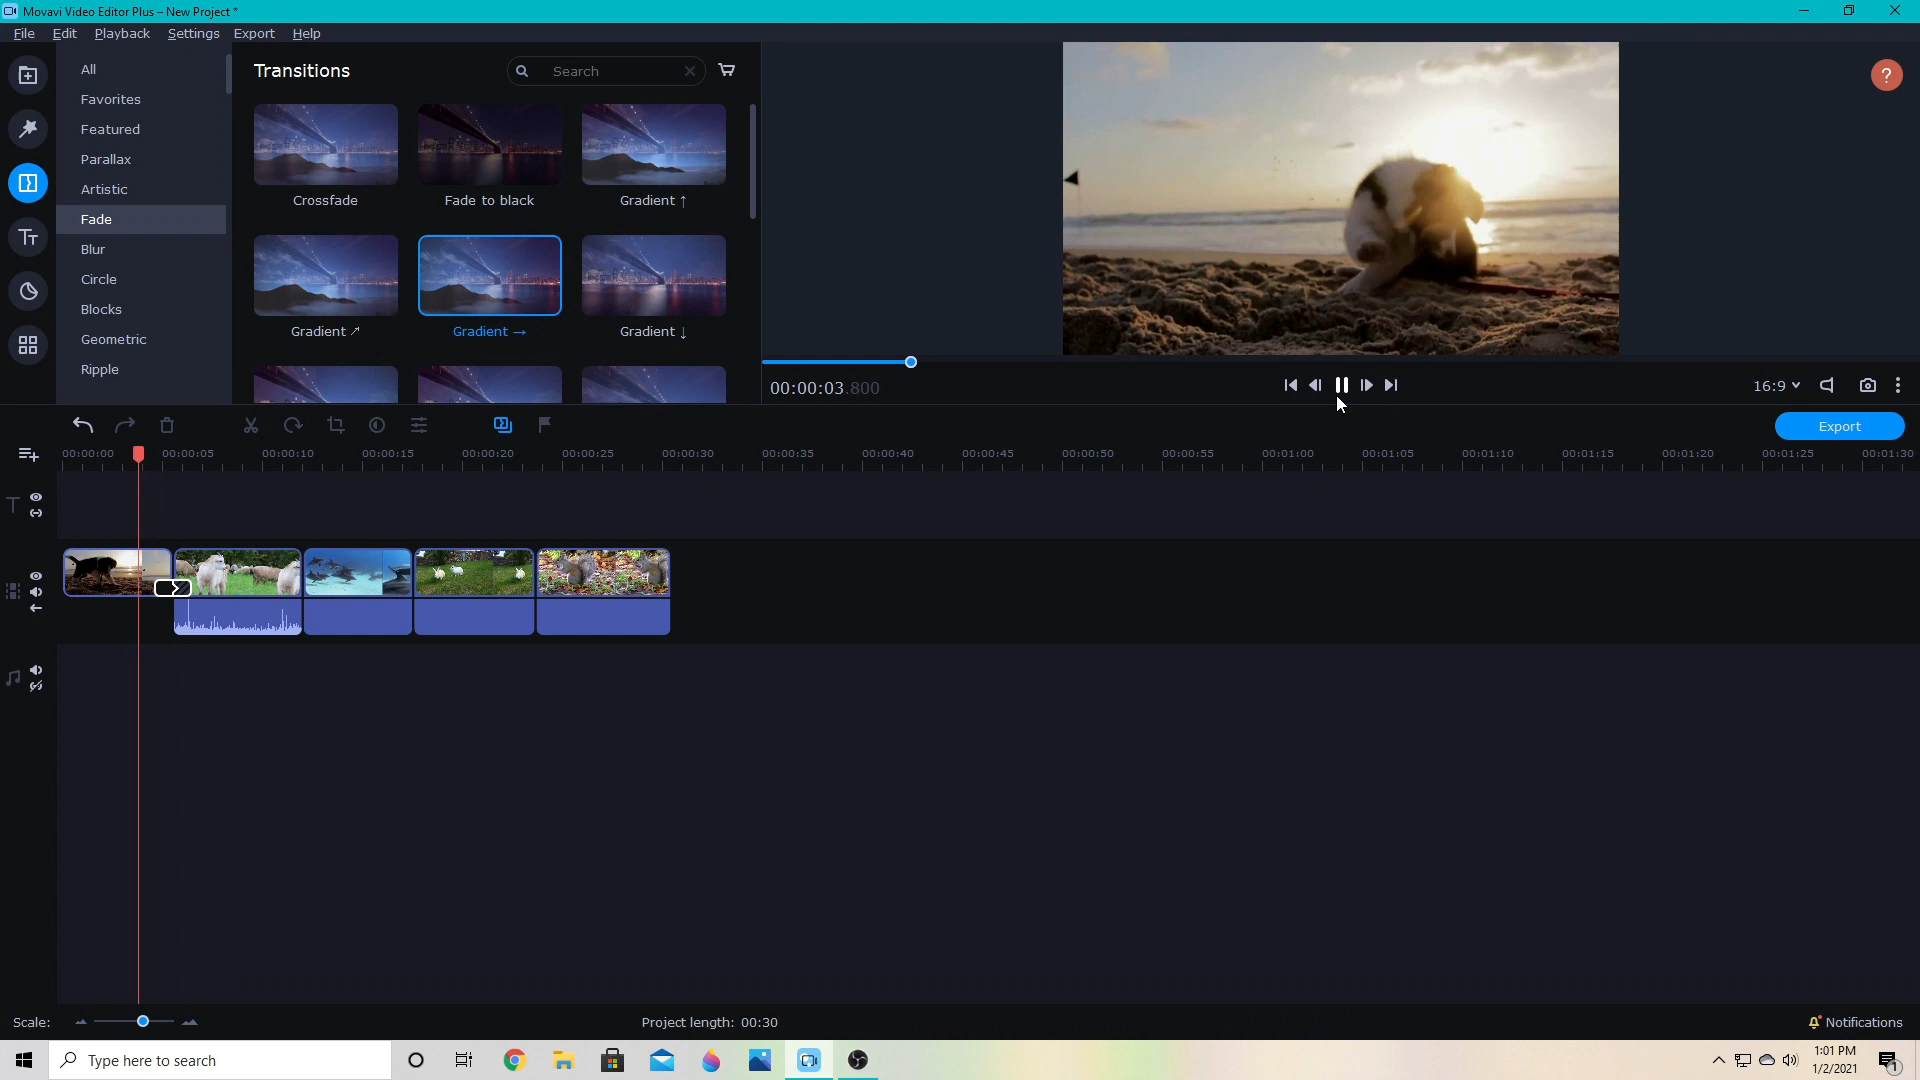 Movavi Video Editor Plus – New Project *
File Edit Playback Settings Export Help
All
Favorites
Featured
Parallax
Artistic
Fade
Blur
Circle
Blocks
Geometric
Ripple
Transitions
Search
Crossfade
Fade to black
Gradient ↑
Gradient ↗
Gradient →
Gradient ↓
?
00:00:03.800
16:9
Export
00:00:00 00:00:05 00:00:10 00:00:15 00:00:20 00:00:25 00:00:30 00:00:35 00:00:40 00:00:45 00:00:50 00:00:55 00:01:00 00:01:05 00:01:10 00:01:15 00:01:20 00:01:25 00:01:30
Scale:
Project length: 00:30
Notifications
Type here to search
1:01 PM
1/2/2021
1